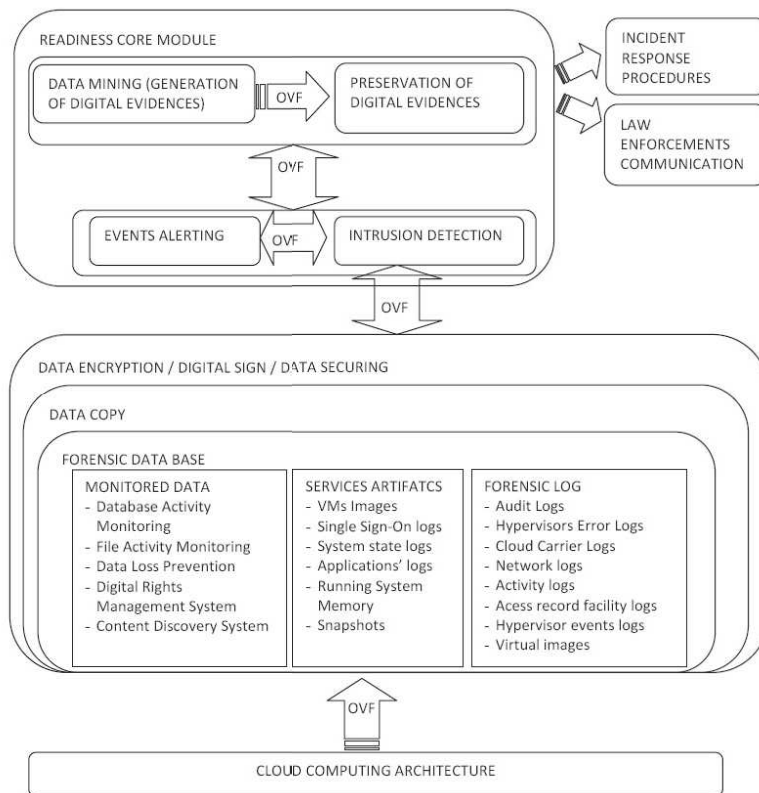 READINESS CORE MODULE
DATA MINING (GENERATION
OF DIGITAL EVIDENCES)
OVF
PRESERVATION OF
DIGITAL EVIDENCES
INCIDENT
RESPONSE
PROCEDURES
LAW
ENFORCEMENTS
COMMUNICATION
OVF
EVENTS ALERTING
OVF
INTRUSION DETECTION
OVF
DATA ENCRYPTION / DIGITAL SIGN / DATA SECURING
DATA COPY
FORENSIC DATA BASE
MONITORED DATA
- Database Activity
Monitoring
- File Activity Monitoring
- Data Loss Prevention
- Digital Rights
Management System
- Content Discovery System
SERVICES ARTIFATCS
- VMs Images
- Single Sign-On logs
- System state logs
- Applications' logs
- Running System
Memory
- Snapshots
FORENSIC LOG
- Audit Logs
- Hypervisors Error Logs
- Cloud Carrier Logs
- Network logs
- Activity logs
- Acess record facility logs
- Hypervisor events logs
- Virtual images
OVF
CLOUD COMPUTING ARCHITECTURE